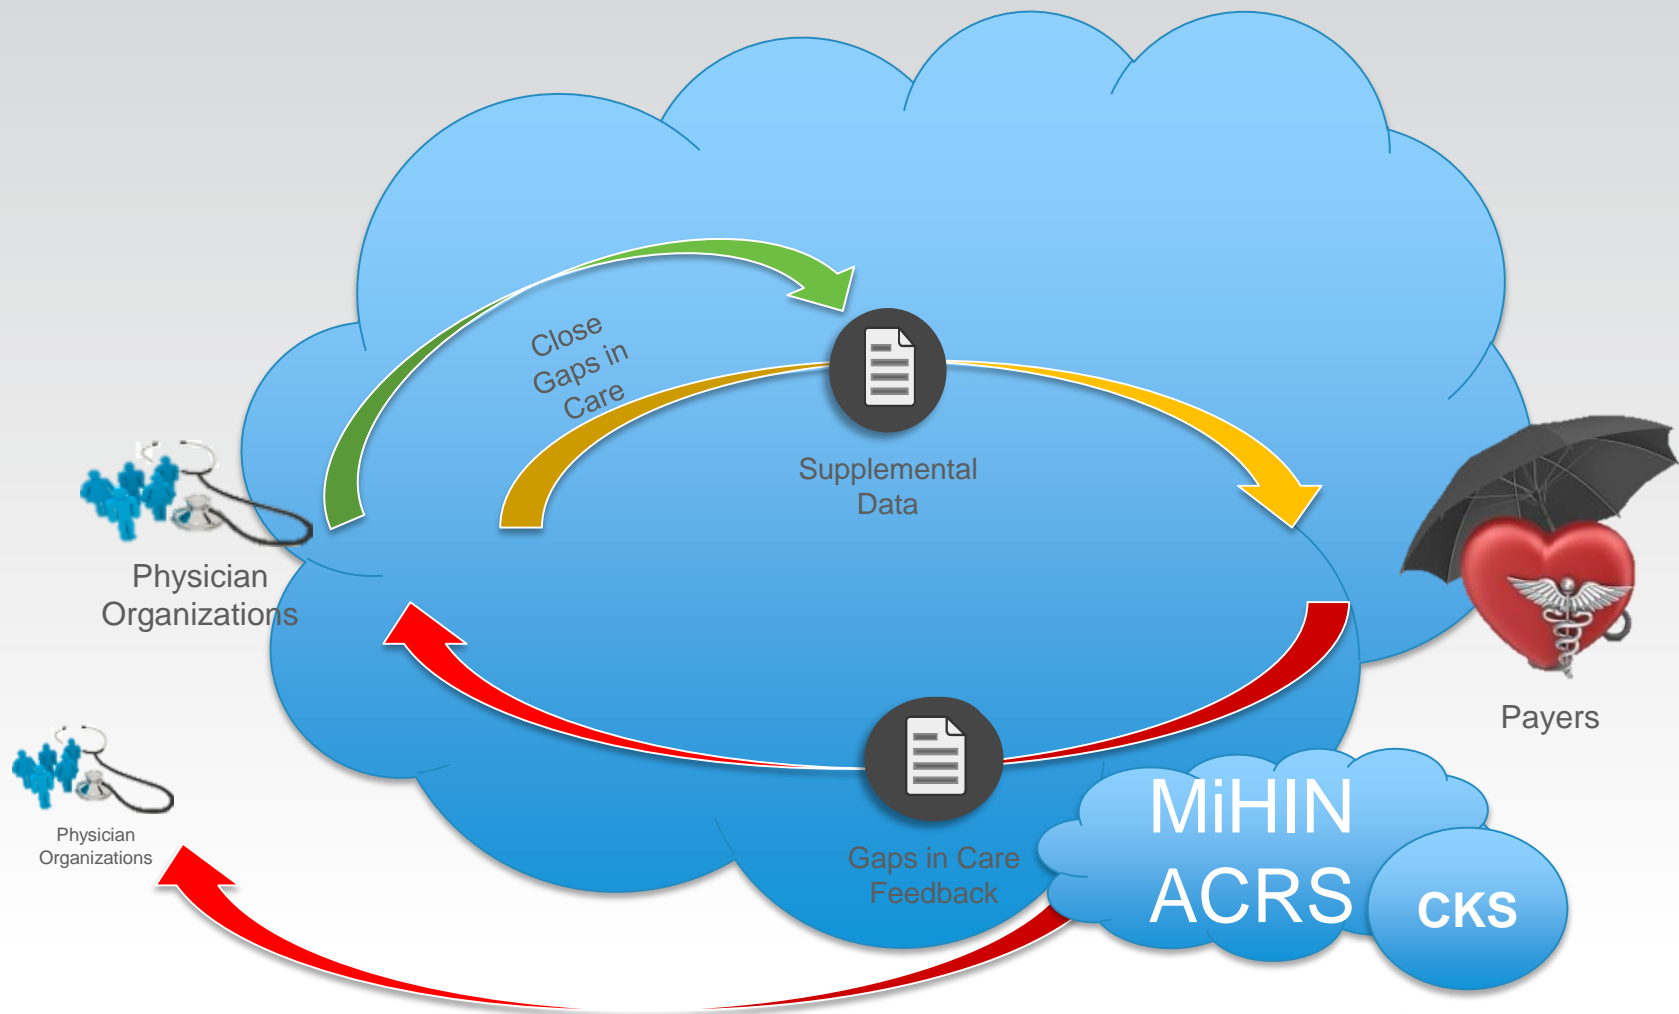 Close
Gaps in
Care
Supplemental
Data
Physician
Organizations
Payers
MiHIN
ACRS
CKS
Physician
Organizations
Gaps in Care
Feedback